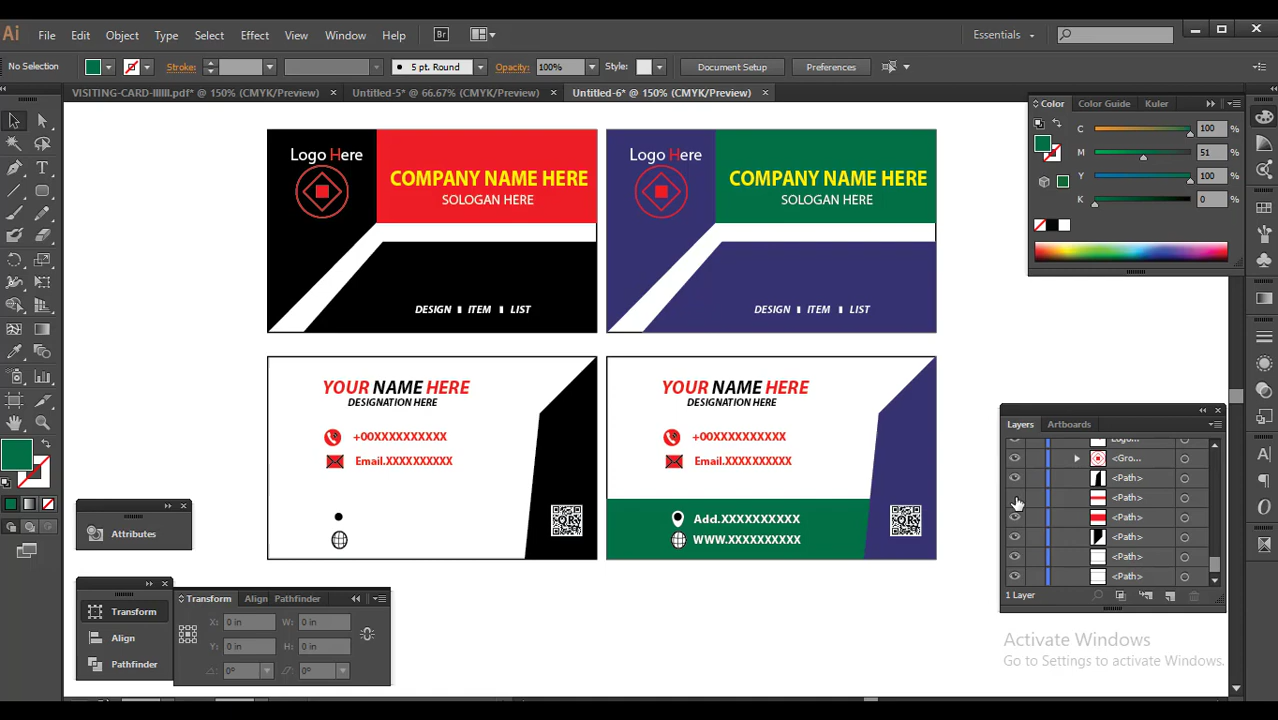 Ai File Edit Object Type Select Effect View Window Help Br Essentials
No Selection Stroke: 5 pt. Round Opacity: 100% Style: Document Setup Preferences
VISITING-CARD-IIIIII.pdf* @ 150% (CMYK/Preview) × Untitled-5* @ 66.67% (CMYK/Preview) × Untitled-6* @ 150% (CMYK/Preview) ×
Color Color Guide Kuler
C 100 %
M 51 %
Y 100 %
K 0 %
Logo Here
COMPANY NAME HERE
SOLOGAN HERE
DESIGN ITEM LIST
Logo Here
COMPANY NAME HERE
SOLOGAN HERE
DESIGN ITEM LIST
YOUR NAME HERE
DESIGNATION HERE
+00XXXXXXXXXX
Email.XXXXXXXXXX
QR
YOUR NAME HERE
DESIGNATION HERE
+00XXXXXXXXXX
Email.XXXXXXXXXX
Add.XXXXXXXXXX
WWW.XXXXXXXXXX
QR
Layers Artboards
Logo...
<Gro...
<Path>
<Path>
<Path>
<Path>
<Path>
<Path>
1 Layer
Attributes
Transform
Align
Pathfinder
Transform Align Pathfinder
X: 0 in W: 0 in
Y: 0 in H: 0 in
0° 0°
Activate Windows
Go to Settings to activate Windows.